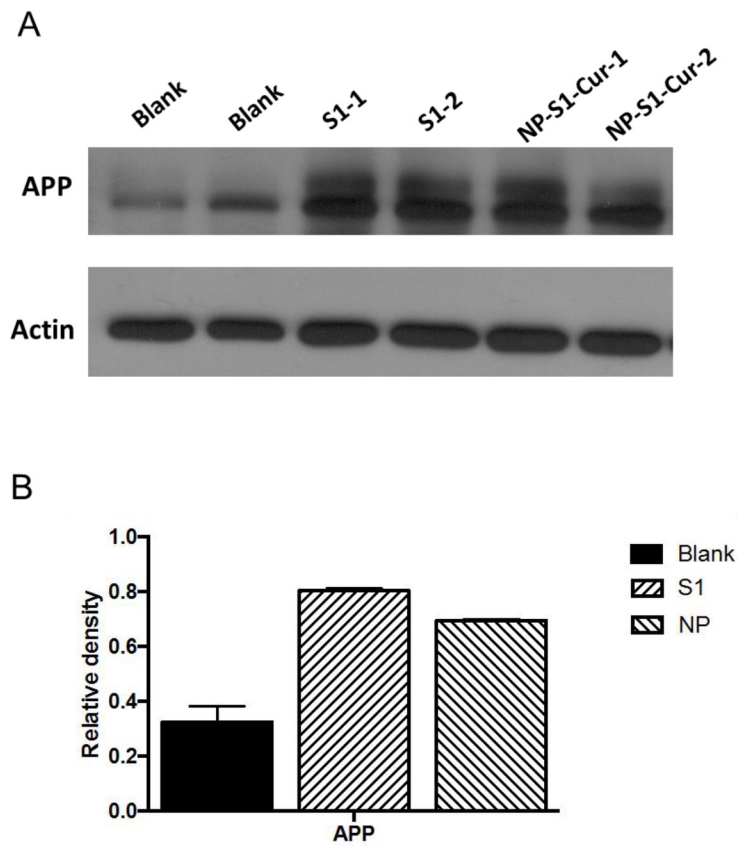 A
Blank Blank S1-1 S1-2 NP-S1-Cur-1 NP-S1-Cur-2
APP
Actin
B
1.0
0.8
0.6
0.4
0.2
0.0
Relative density
APP
Blank
S1
NP